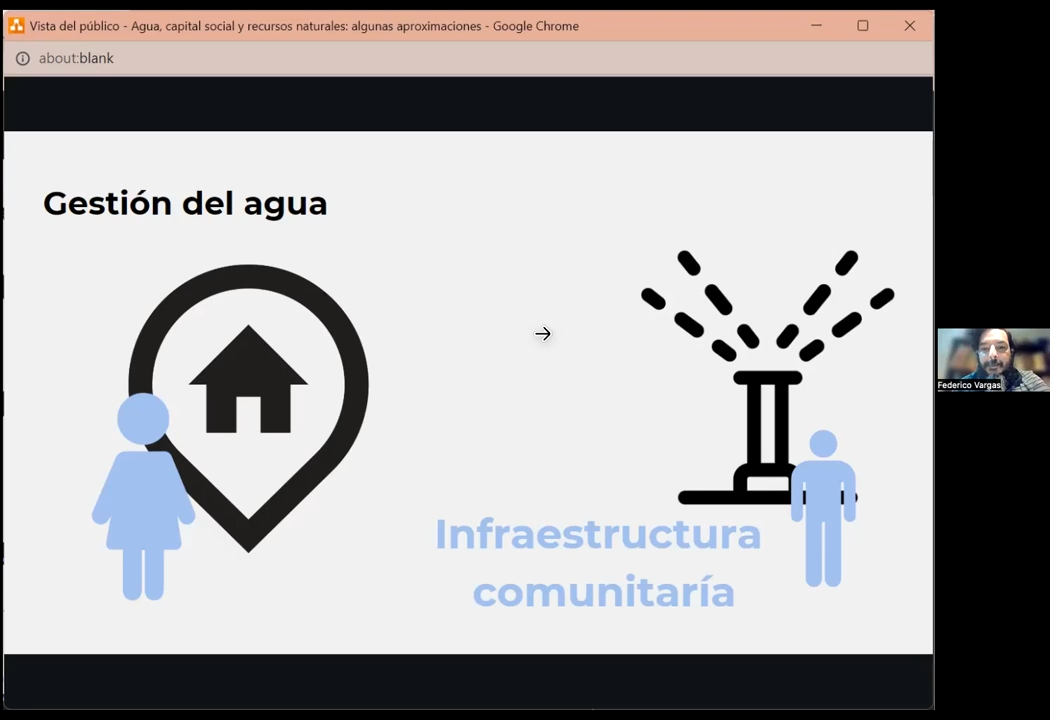 Vista del público - Agua, capital social y recursos naturales: algunas aproximaciones - Google Chrome
about:blank
Gestión del agua
Infraestructura
comunitaría
Federico Vargas